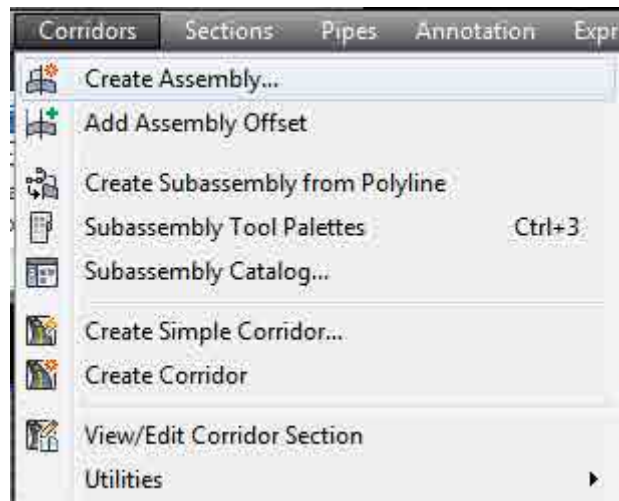 Corridors Sections Pipes Annotation Expr
Create Assembly...
Add Assembly Offset
Create Subassembly from Polyline
Subassembly Tool Palettes Ctrl+3
Subassembly Catalog...
Create Simple Corridor...
Create Corridor
View/Edit Corridor Section
Utilities